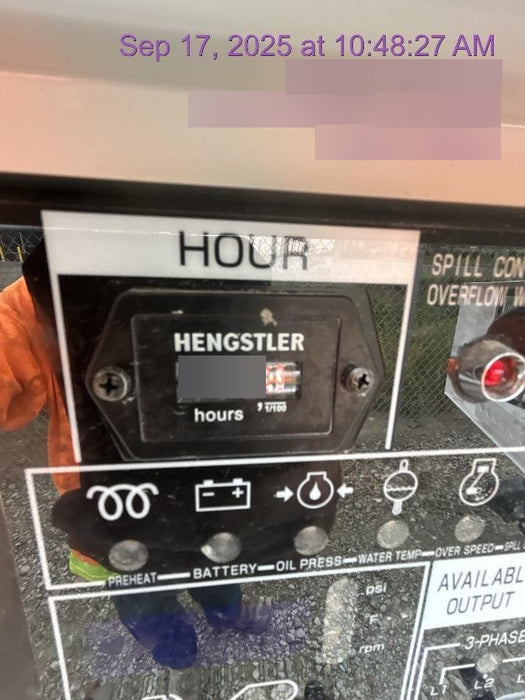 Sep 17, 2025 at 10:48:27 AM
HOUR
SPILL CON
OVERFLOW W
HENGSTLER
hours , 1/100
PREHEAT
BATTERY
OIL PRESS
WATER TEMP
OVER SPEED
SPILL
psi
F
rpm
AVAILABL
OUTPUT
3-PHASE
L1 L2 L